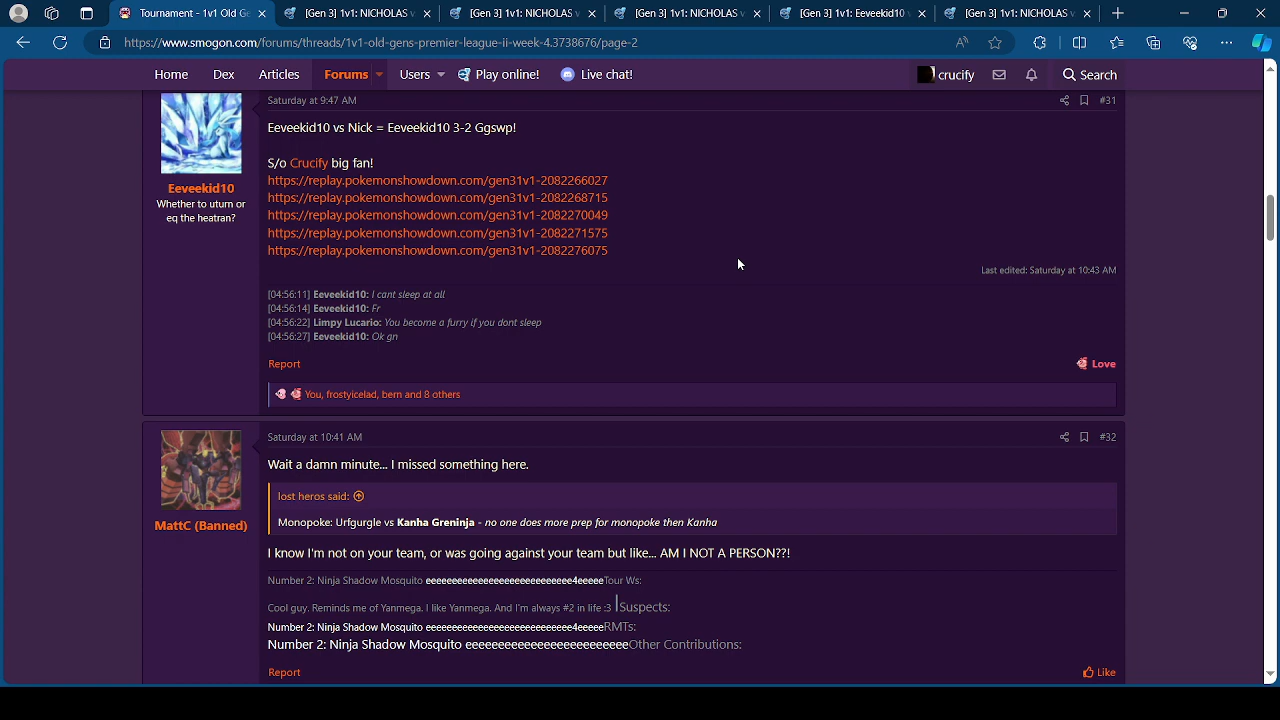 Tournament - 1v1 Old Ge
[Gen 3] 1v1: NICHOLAS v
[Gen 3] 1v1: NICHOLAS v
[Gen 3] 1v1: NICHOLAS v
[Gen 3] 1v1: Eeveekid10 v
[Gen 3] 1v1: NICHOLAS v
https://www.smogon.com/forums/threads/1v1-old-gens-premier-league-ii-week-4.3738676/page-2
Home Dex Articles Forums Users Play online! Live chat! crucify Search
Saturday at 9:47 AM #31
Eeveekid10 vs Nick = Eeveekid10 3-2 Ggswp!
S/o Crucify big fan!
Eeveekid10
Whether to uturn or
eq the heatran?
https://replay.pokemonshowdown.com/gen31v1-2082266027
https://replay.pokemonshowdown.com/gen31v1-2082268715
https://replay.pokemonshowdown.com/gen31v1-2082270049
https://replay.pokemonshowdown.com/gen31v1-2082271575
https://replay.pokemonshowdown.com/gen31v1-2082276075
Last edited: Saturday at 10:43 AM
[04:56:11] Eeveekid10: I cant sleep at all
[04:56:14] Eeveekid10: Fr
[04:56:22] Limpy Lucario: You become a furry if you dont sleep
[04:56:27] Eeveekid10: Ok gn
Report Love
You, frostyicelad, bern and 8 others
Saturday at 10:41 AM #32
MattC (Banned)
Wait a damn minute... I missed something here.
lost heros said:
Monopoke: Urfgurgle vs Kanha Greninja - no one does more prep for monopoke then Kanha
I know I'm not on your team, or was going against your team but like... AM I NOT A PERSON??!
Number 2: Ninja Shadow Mosquito eeeeeeeeeeeeeeeeeeeeeeeeeee4eeeeeTour Ws:
Cool guy. Reminds me of Yanmega. I like Yanmega. And I'm always #2 in life :3 |Suspects:
Number 2: Ninja Shadow Mosquito eeeeeeeeeeeeeeeeeeeeeeeeeee4eeeeeRMTs:
Number 2: Ninja Shadow Mosquito eeeeeeeeeeeeeeeeeeeeeeeeeOther Contributions:
Report Like